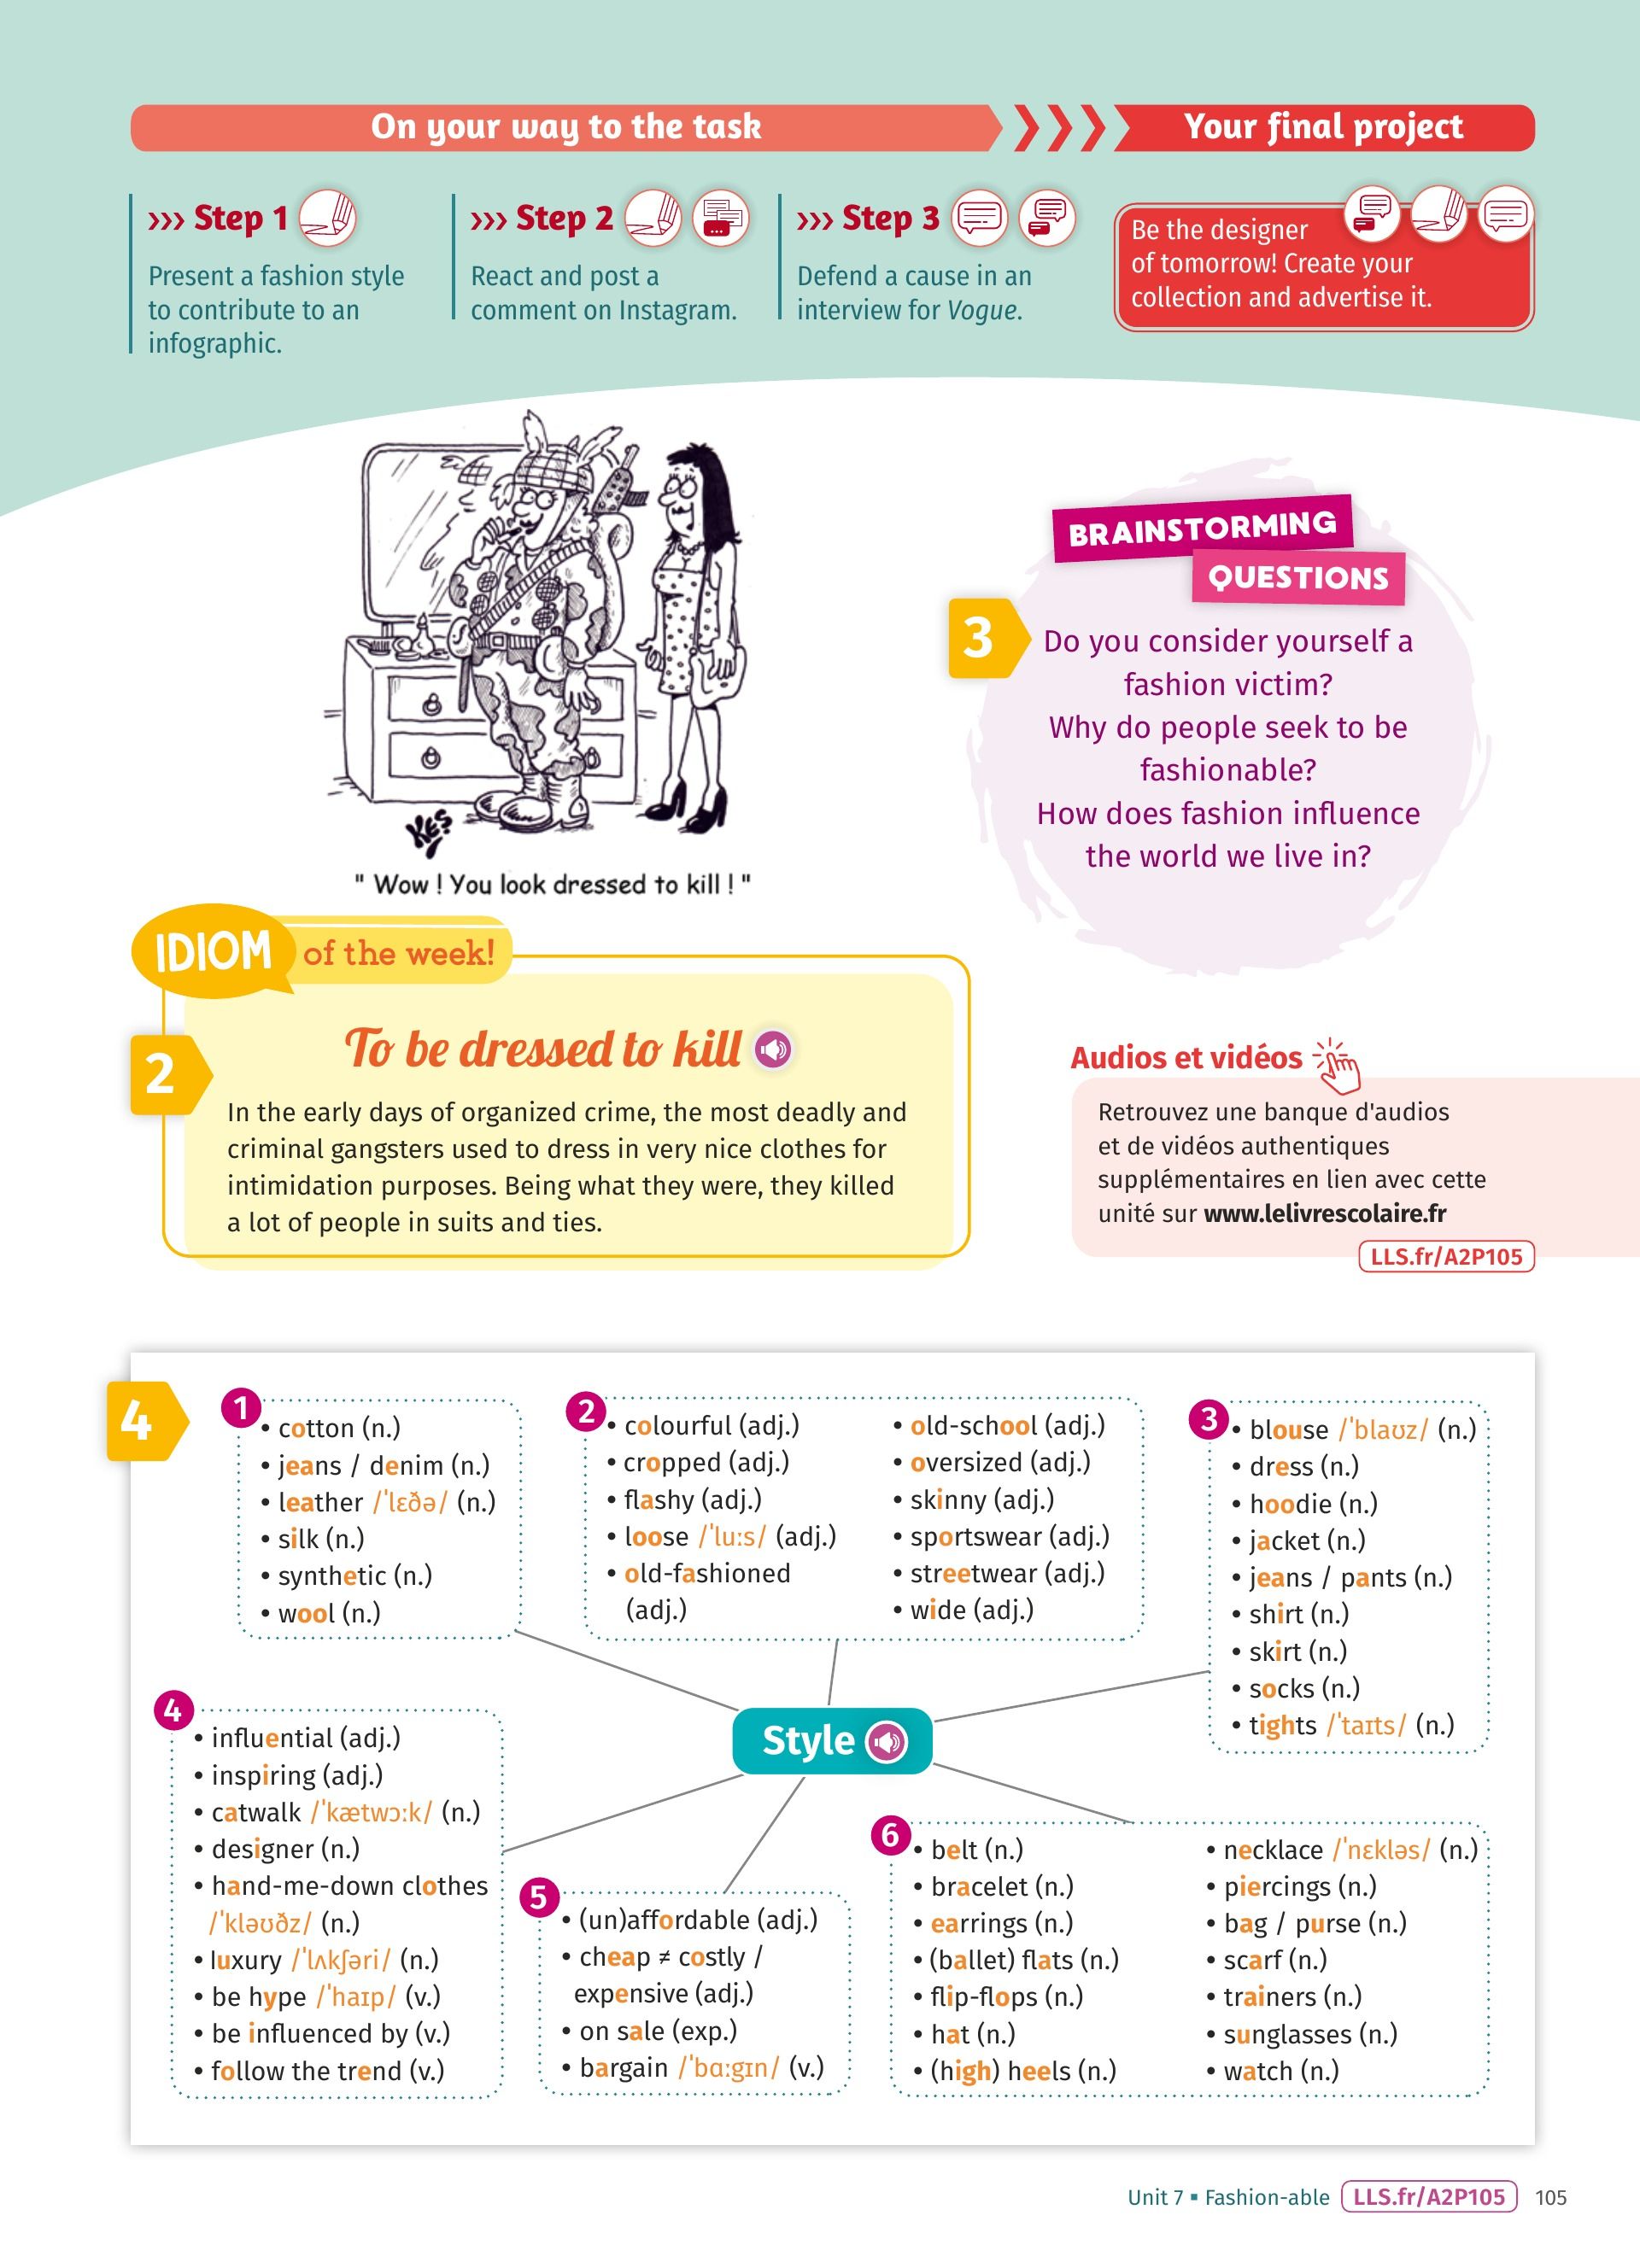 On your way to the task
Your final project
››› Step 1
Present a fashion style
to contribute to an
infographic.
››› Step 2
React and post a
comment on Instagram.
››› Step 3
Defend a cause in an
interview for Vogue.
Be the designer
of tomorrow! Create your
collection and advertise it.
Kes
" Wow ! You look dressed to kill ! "
BRAINSTORMING
QUESTIONS
3
Do you consider yourself a
fashion victim?
Why do people seek to be
fashionable?
How does fashion influence
the world we live in?
IDIOM of the week!
2
To be dressed to kill
In the early days of organized crime, the most deadly and
criminal gangsters used to dress in very nice clothes for
intimidation purposes. Being what they were, they killed
a lot of people in suits and ties.
Audios et vidéos
Retrouvez une banque d'audios
et de vidéos authentiques
supplémentaires en lien avec cette
unité sur www.lelivrescolaire.fr
LLS.fr/A2P105
4
1
• cotton (n.)
• jeans / denim (n.)
• leather /ˈlɛðə/ (n.)
• silk (n.)
• synthetic (n.)
• wool (n.)
2
• colourful (adj.)
• cropped (adj.)
• flashy (adj.)
• loose /ˈluːs/ (adj.)
• old-fashioned
(adj.)
• old-school (adj.)
• oversized (adj.)
• skinny (adj.)
• sportswear (adj.)
• streetwear (adj.)
• wide (adj.)
3
• blouse /ˈblaʊz/ (n.)
• dress (n.)
• hoodie (n.)
• jacket (n.)
• jeans / pants (n.)
• shirt (n.)
• skirt (n.)
• socks (n.)
• tights /ˈtaɪts/ (n.)
Style
4
• influential (adj.)
• inspiring (adj.)
• catwalk /ˈkætwɔːk/ (n.)
• designer (n.)
• hand-me-down clothes
/ˈkləʊðz/ (n.)
• luxury /ˈlʌkʃəri/ (n.)
• be hype /ˈhaɪp/ (v.)
• be influenced by (v.)
• follow the trend (v.)
5
• (un)affordable (adj.)
• cheap ≠ costly /
expensive (adj.)
• on sale (exp.)
• bargain /ˈbɑːgɪn/ (v.)
6
• belt (n.)
• bracelet (n.)
• earrings (n.)
• (ballet) flats (n.)
• flip-flops (n.)
• hat (n.)
• (high) heels (n.)
• necklace /ˈnɛkləs/ (n.)
• piercings (n.)
• bag / purse (n.)
• scarf (n.)
• trainers (n.)
• sunglasses (n.)
• watch (n.)
Unit 7 ▪ Fashion-able LLS.fr/A2P105 105